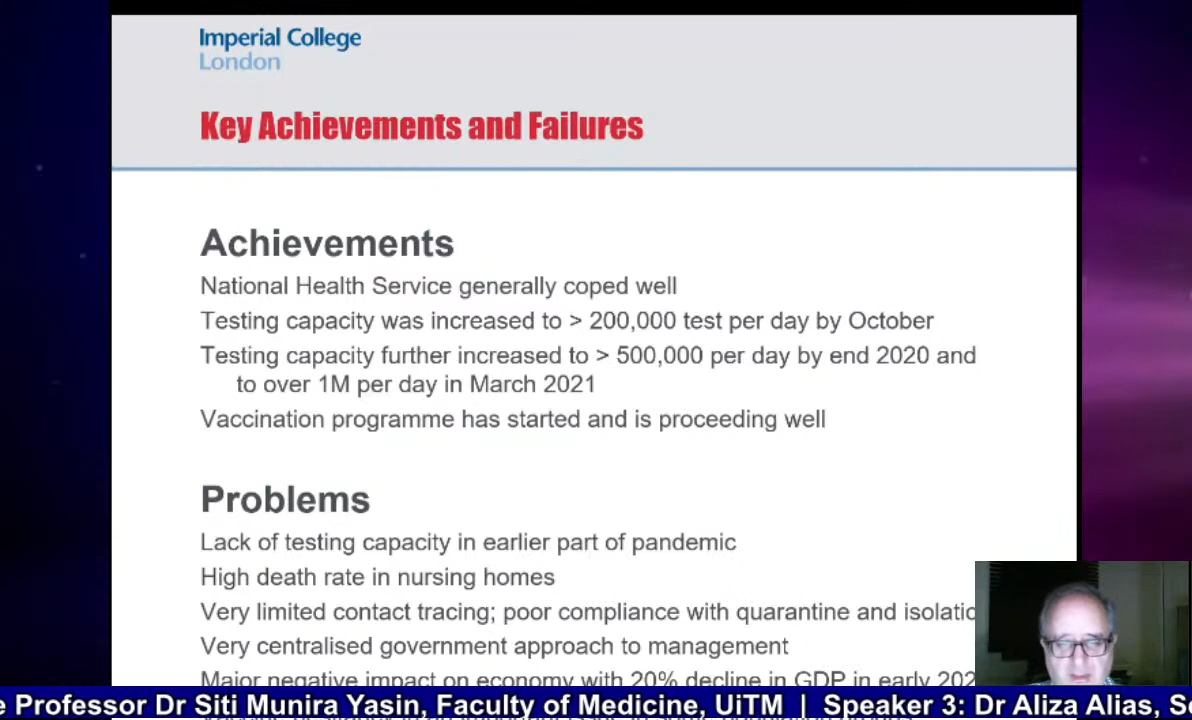 Imperial College
London
Key Achievements and Failures
Achievements
National Health Service generally coped well
Testing capacity was increased to > 200,000 test per day by October
Testing capacity further increased to > 500,000 per day by end 2020 and
to over 1M per day in March 2021
Vaccination programme has started and is proceeding well
Problems
Lack of testing capacity in earlier part of pandemic
High death rate in nursing homes
Very limited contact tracing; poor compliance with quarantine and isolatio
Very centralised government approach to management
Major negative impact on economy with 20% decline in GDP in early 202
e Professor Dr Siti Munira Yasin, Faculty of Medicine, UiTM | Speaker 3: Dr Aliza Alias, Se